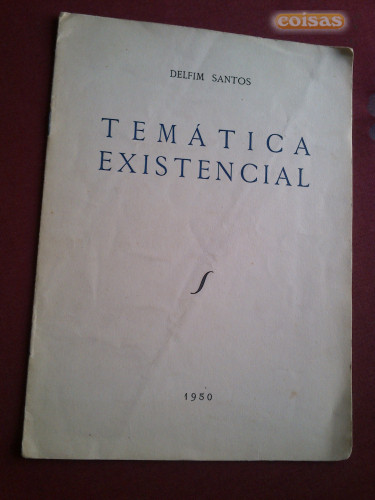 coisas
DELFIM SANTOS
TEMÁTICA
EXISTENCIAL
1950